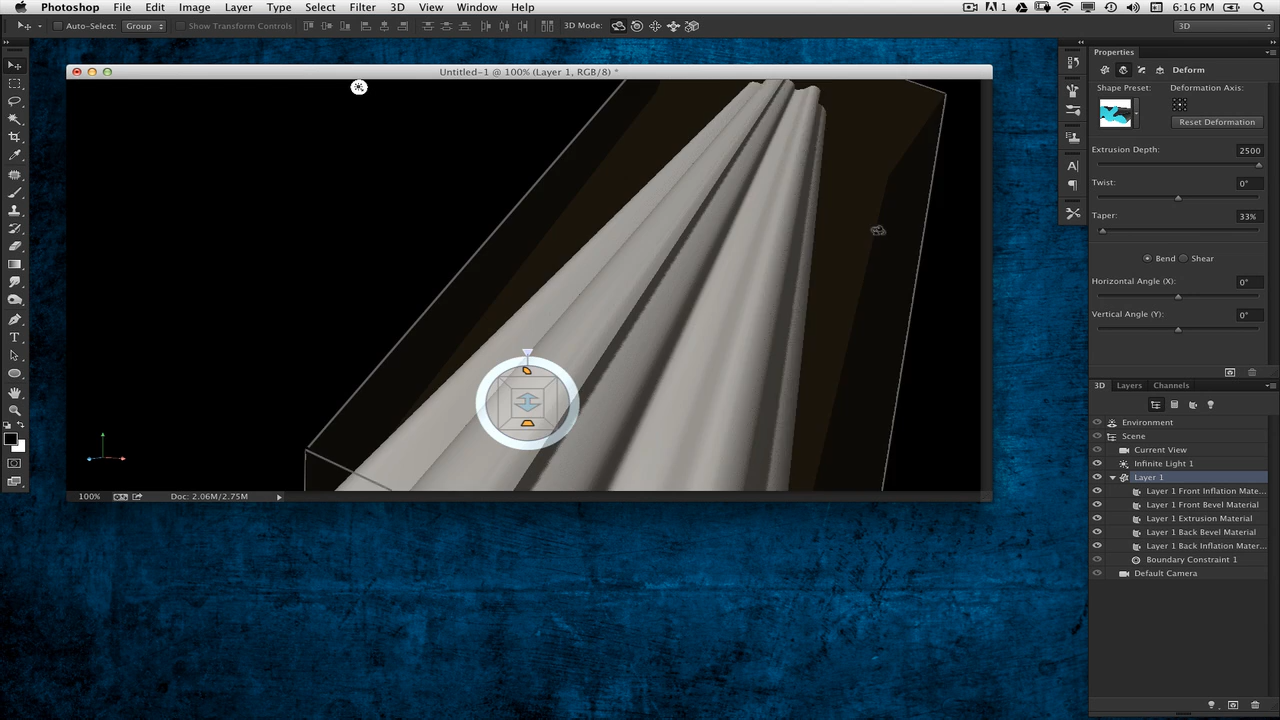 Photoshop File Edit Image Layer Type Select Filter 3D View Window Help 1 6:16 PM
Auto-Select: Group Show Transform Controls 3D Mode: 3D
Untitled-1 @ 100% (Layer 1, RGB/8) *
Properties
Deform
Shape Preset: Deformation Axis:
Reset Deformation
Extrusion Depth: 2500
Twist: 0°
Taper: 33%
Bend Shear
Horizontal Angle (X): 0°
Vertical Angle (Y): 0°
3D Layers Channels
Environment
Scene
Current View
Infinite Light 1
Layer 1
Layer 1 Front Inflation Mate...
Layer 1 Front Bevel Material
Layer 1 Extrusion Material
Layer 1 Back Bevel Material
Layer 1 Back Inflation Mater...
Boundary Constraint 1
Default Camera
100% Doc: 2.06M/2.75M